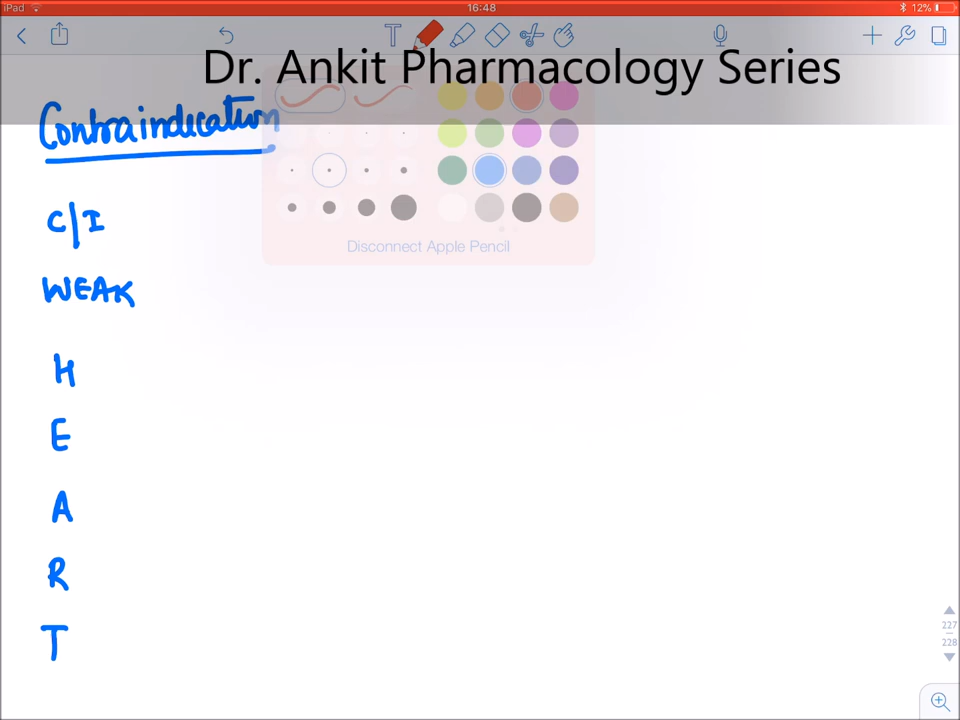 iPad 16:48 12%
T
Dr. Ankit Pharmacology Series
Contraindication
Disconnect Apple Pencil
C/I
WEAK
H
E
A
R
T
227
228